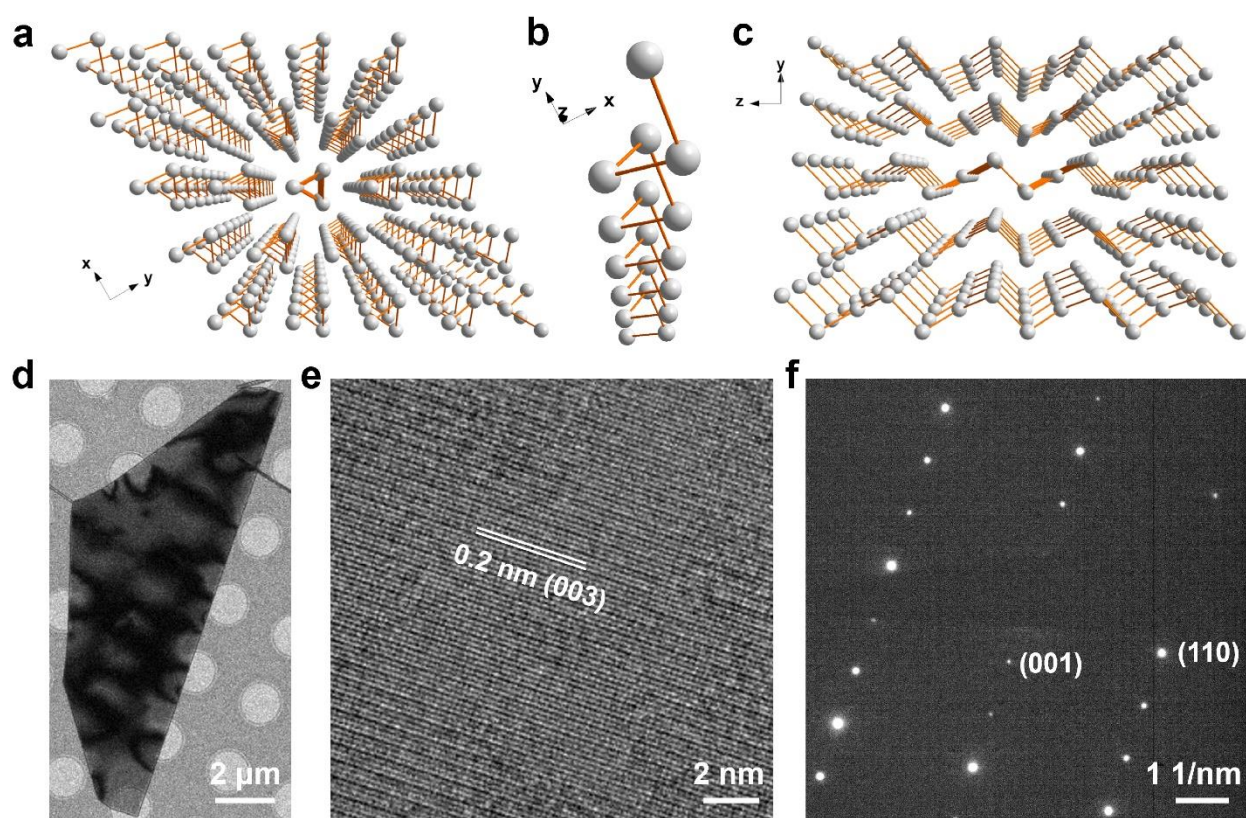 a
b
c
y
z
x
y
z
x
y
d
e
f
0.2 nm (003)
(001)
(110)
2 µm
2 nm
1 1/nm